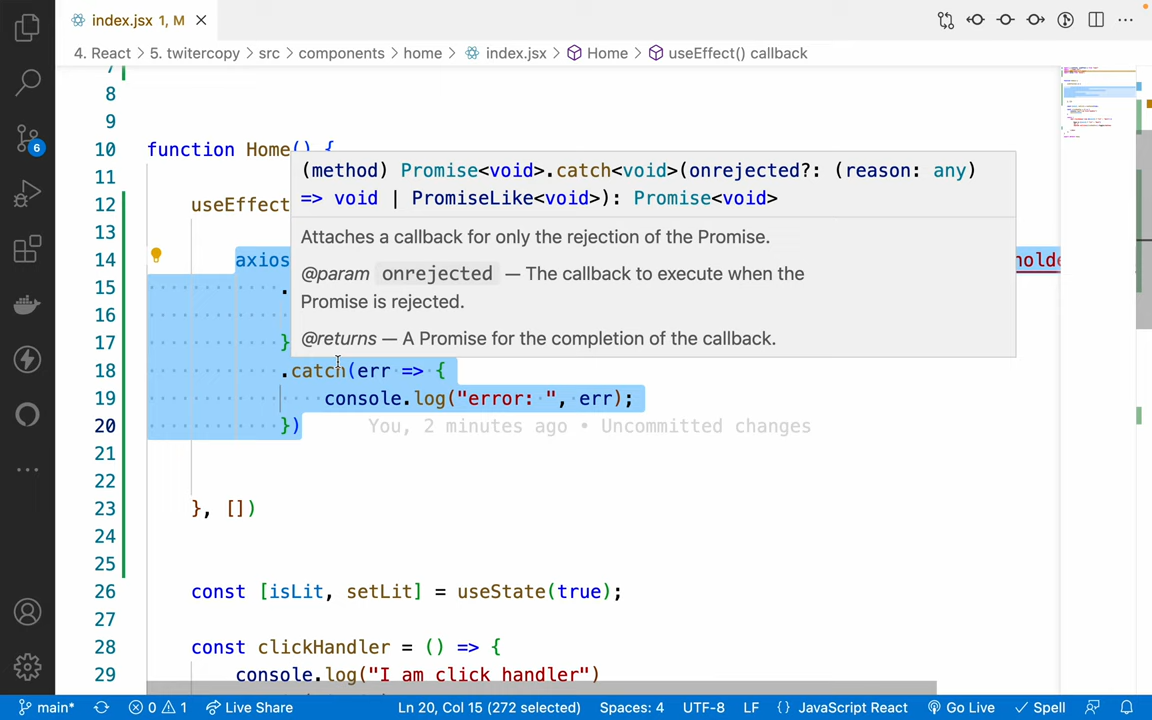 index.jsx 1, M
4. React > 5. twitercopy > src > components > home > index.jsx > Home > useEffect() callback
7
8
9
10 function Home() {
11
12 useEffect
13
14 axios
15 .
16
17 }
18 .catch(err => {
19 console.log("error: ", err);
20 }) You, 2 minutes ago • Uncommitted changes
21
22
23 }, [])
24
25
26 const [isLit, setLit] = useState(true);
27
28 const clickHandler = () => {
29 console.log("I am click handler")
(method) Promise<void>.catch<void>(onrejected?: (reason: any)
=> void | PromiseLike<void>): Promise<void>
Attaches a callback for only the rejection of the Promise.
@param onrejected — The callback to execute when the
Promise is rejected.
@returns — A Promise for the completion of the callback.
6
main* 0 1 Live Share Ln 20, Col 15 (272 selected) Spaces: 4 UTF-8 LF {} JavaScript React Go Live Spell